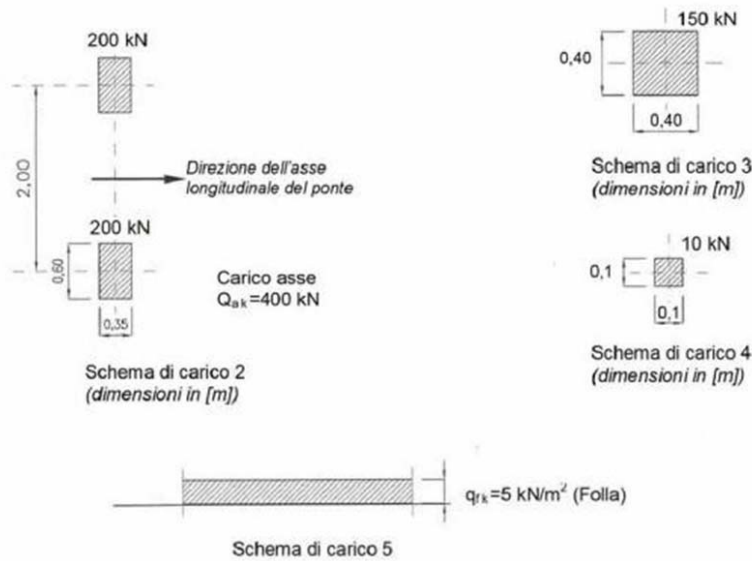 200 kN
2,00
Direzione dell'asse
longitudinale del ponte
200 kN
0,60
0,35
Carico asse
Qak=400 kN
Schema di carico 2
(dimensioni in [m])
150 kN
0,40
0,40
Schema di carico 3
(dimensioni in [m])
10 kN
0,1
0,1
Schema di carico 4
(dimensioni in [m])
qfk=5 kN/m² (Folla)
Schema di carico 5